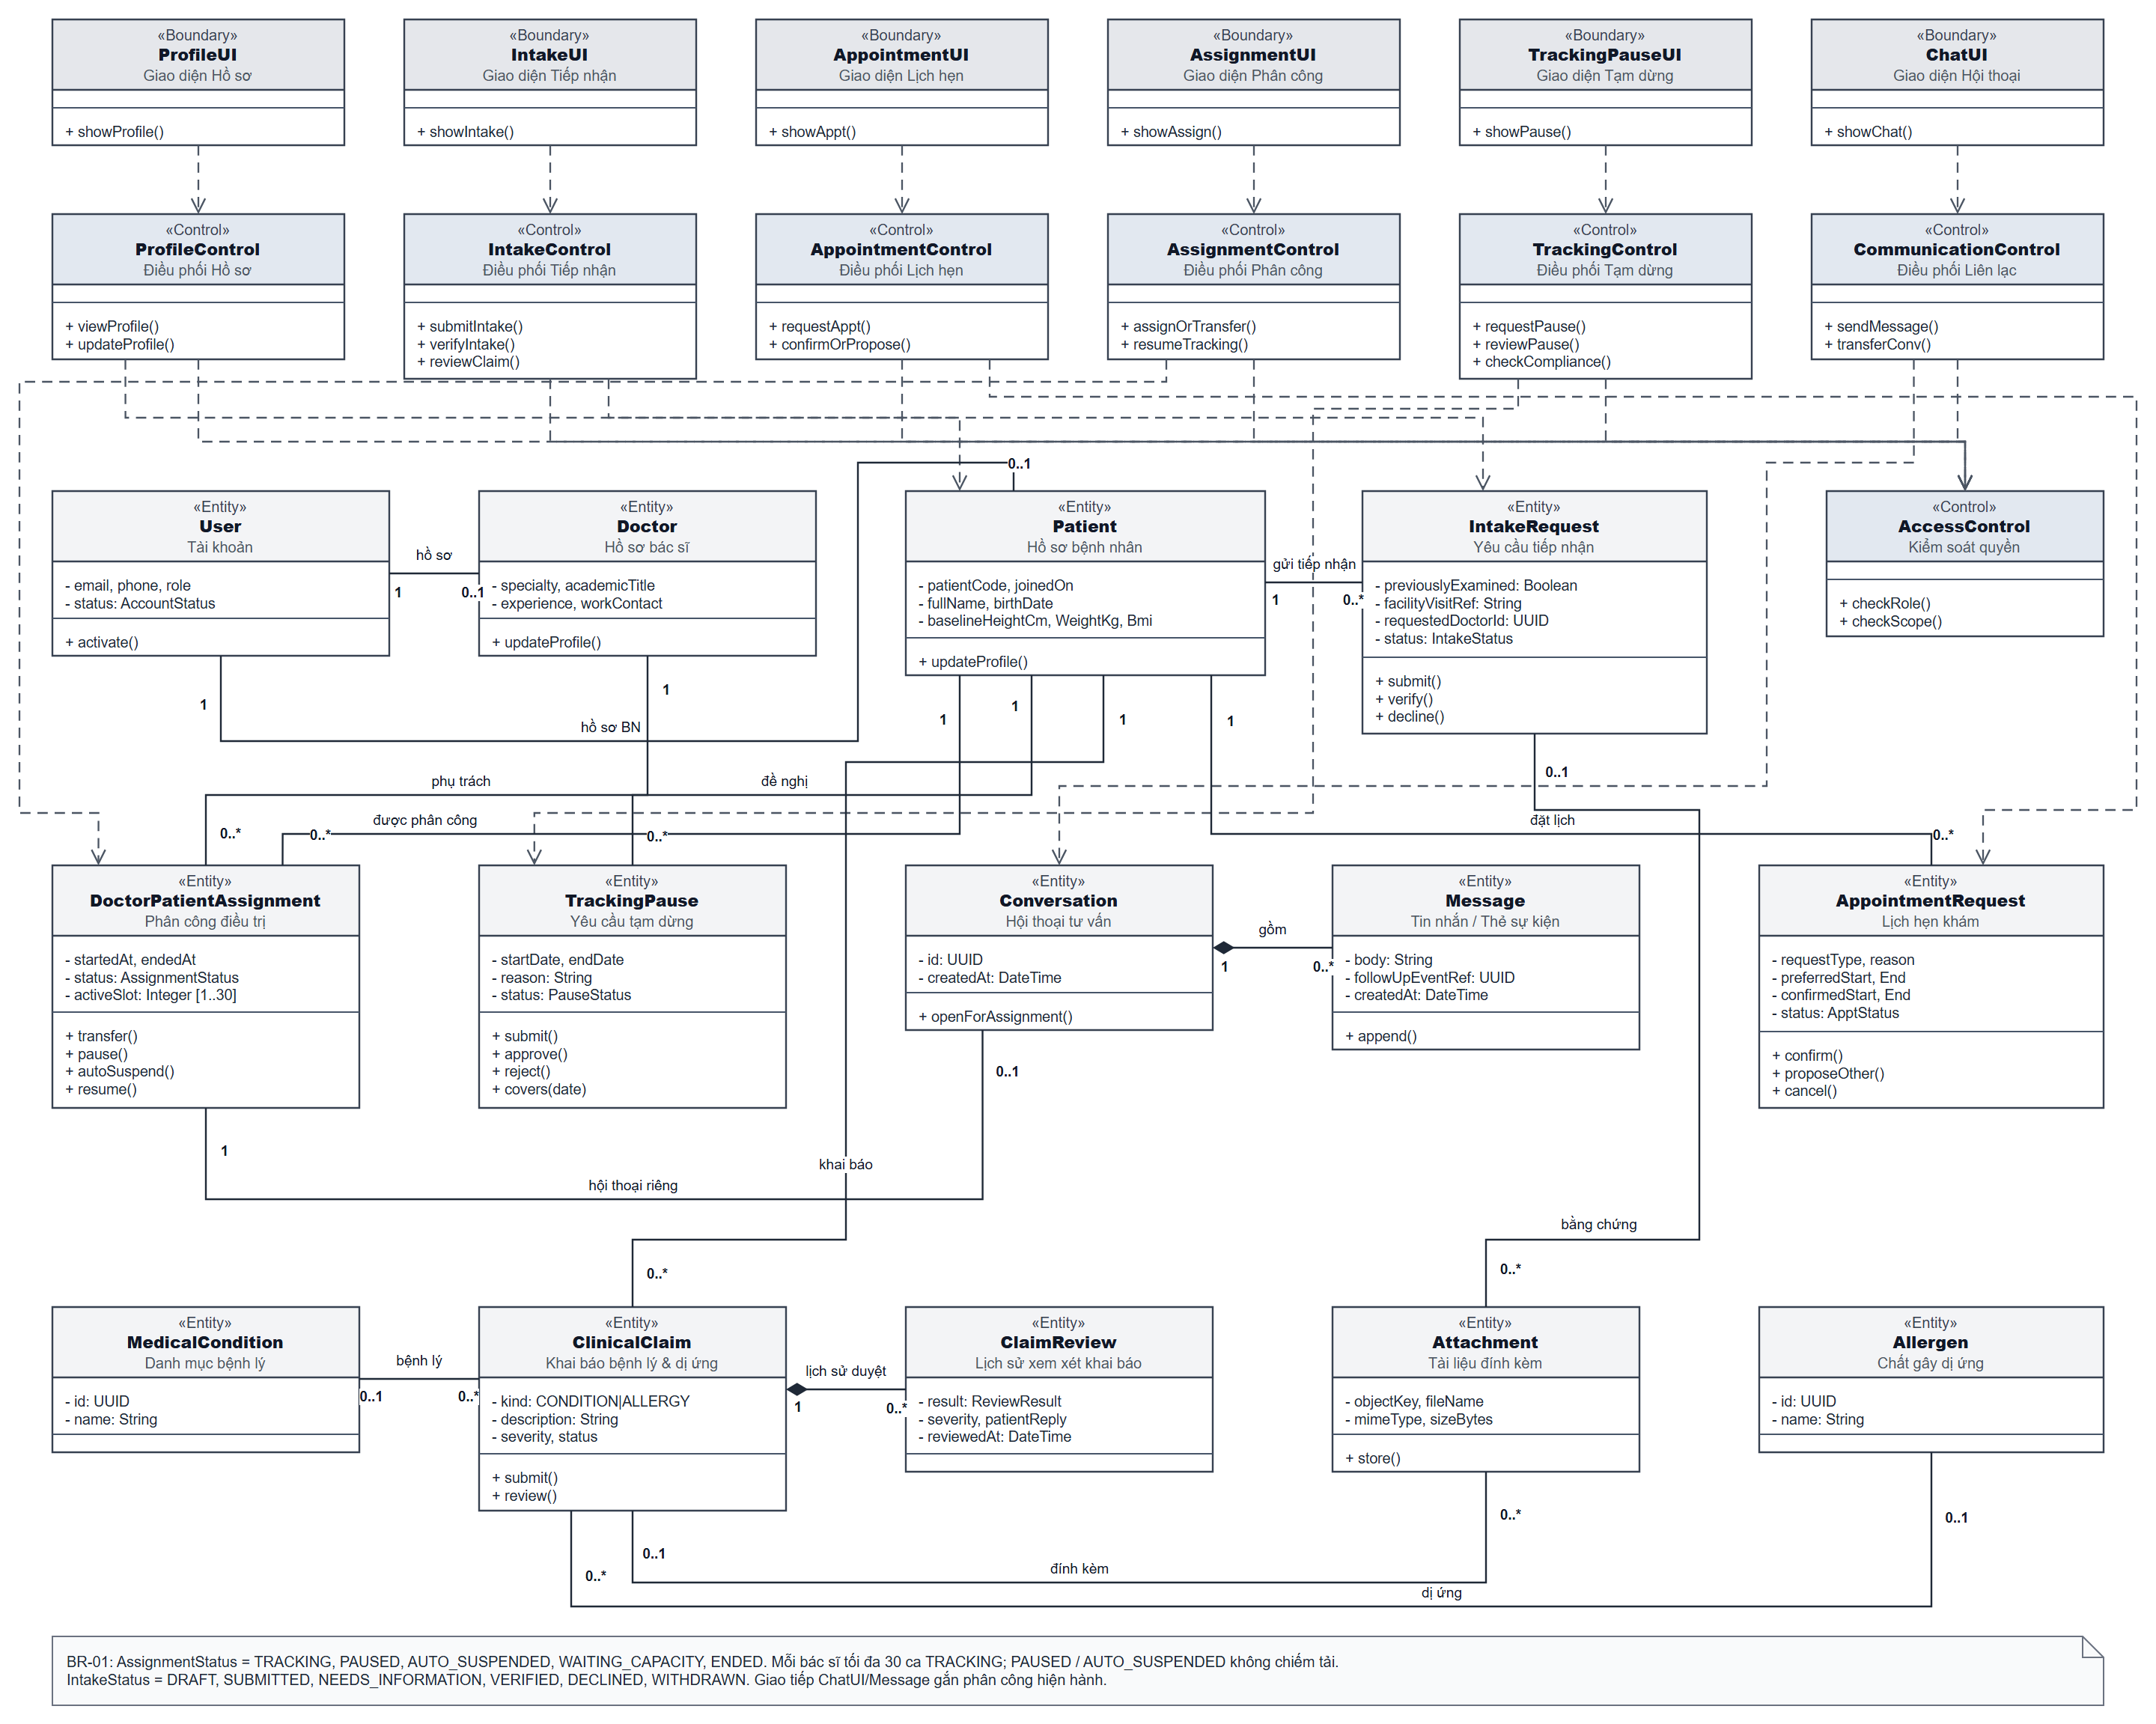 «Boundary»
ProfileUI
Giao diện Hồ sơ
+ showProfile()
«Boundary»
IntakeUI
Giao diện Tiếp nhận
+ showIntake()
«Boundary»
AppointmentUI
Giao diện Lịch hẹn
+ showAppt()
«Boundary»
AssignmentUI
Giao diện Phân công
+ showAssign()
«Boundary»
TrackingPauseUI
Giao diện Tạm dừng
+ showPause()
«Boundary»
ChatUI
Giao diện Hội thoại
+ showChat()
«Control»
ProfileControl
Điều phối Hồ sơ
+ viewProfile()
+ updateProfile()
«Control»
IntakeControl
Điều phối Tiếp nhận
+ submitIntake()
+ verifyIntake()
+ reviewClaim()
«Control»
AppointmentControl
Điều phối Lịch hẹn
+ requestAppt()
+ confirmOrPropose()
«Control»
AssignmentControl
Điều phối Phân công
+ assignOrTransfer()
+ resumeTracking()
«Control»
TrackingControl
Điều phối Tạm dừng
+ requestPause()
+ reviewPause()
+ checkCompliance()
«Control»
CommunicationControl
Điều phối Liên lạc
+ sendMessage()
+ transferConv()
0..1
«Entity»
User
Tài khoản
- email, phone, role
- status: AccountStatus
+ activate()
hồ sơ
1
0..1
«Entity»
Doctor
Hồ sơ bác sĩ
- specialty, academicTitle
- experience, workContact
+ updateProfile()
«Entity»
Patient
Hồ sơ bệnh nhân
- patientCode, joinedOn
- fullName, birthDate
- baselineHeightCm, WeightKg, Bmi
+ updateProfile()
gửi tiếp nhận
1
0..*
«Entity»
IntakeRequest
Yêu cầu tiếp nhận
- previouslyExamined: Boolean
- facilityVisitRef: String
- requestedDoctorId: UUID
- status: IntakeStatus
+ submit()
+ verify()
+ decline()
«Control»
AccessControl
Kiểm soát quyền
+ checkRole()
+ checkScope()
1
1
1
1
1
1
hồ sơ BN
0..1
phụ trách
đề nghị
0..*
0..*
được phân công
0..*
đặt lịch
0..*
«Entity»
DoctorPatientAssignment
Phân công điều trị
- startedAt, endedAt
- status: AssignmentStatus
- activeSlot: Integer [1..30]
+ transfer()
+ pause()
+ autoSuspend()
+ resume()
«Entity»
TrackingPause
Yêu cầu tạm dừng
- startDate, endDate
- reason: String
- status: PauseStatus
+ submit()
+ approve()
+ reject()
+ covers(date)
«Entity»
Conversation
Hội thoại tư vấn
- id: UUID
- createdAt: DateTime
+ openForAssignment()
gồm
1
0..*
«Entity»
Message
Tin nhắn / Thẻ sự kiện
- body: String
- followUpEventRef: UUID
- createdAt: DateTime
+ append()
«Entity»
AppointmentRequest
Lịch hẹn khám
- requestType, reason
- preferredStart, End
- confirmedStart, End
- status: ApptStatus
+ confirm()
+ proposeOther()
+ cancel()
0..1
1
khai báo
hội thoại riêng
bằng chứng
0..*
0..*
«Entity»
MedicalCondition
Danh mục bệnh lý
- id: UUID
- name: String
bệnh lý
0..1
0..*
«Entity»
ClinicalClaim
Khai báo bệnh lý & dị ứng
- kind: CONDITION|ALLERGY
- description: String
- severity, status
+ submit()
+ review()
lịch sử duyệt
1
0..*
«Entity»
ClaimReview
Lịch sử xem xét khai báo
- result: ReviewResult
- severity, patientReply
- reviewedAt: DateTime
«Entity»
Attachment
Tài liệu đính kèm
- objectKey, fileName
- mimeType, sizeBytes
+ store()
«Entity»
Allergen
Chất gây dị ứng
- id: UUID
- name: String
0..*
0..1
0..1
0..*
đính kèm
dị ứng
BR-01: AssignmentStatus = TRACKING, PAUSED, AUTO_SUSPENDED, WAITING_CAPACITY, ENDED. Mỗi bác sĩ tối đa 30 ca TRACKING; PAUSED / AUTO_SUSPENDED không chiếm tải.
IntakeStatus = DRAFT, SUBMITTED, NEEDS_INFORMATION, VERIFIED, DECLINED, WITHDRAWN. Giao tiếp ChatUI/Message gắn phân công hiện hành.